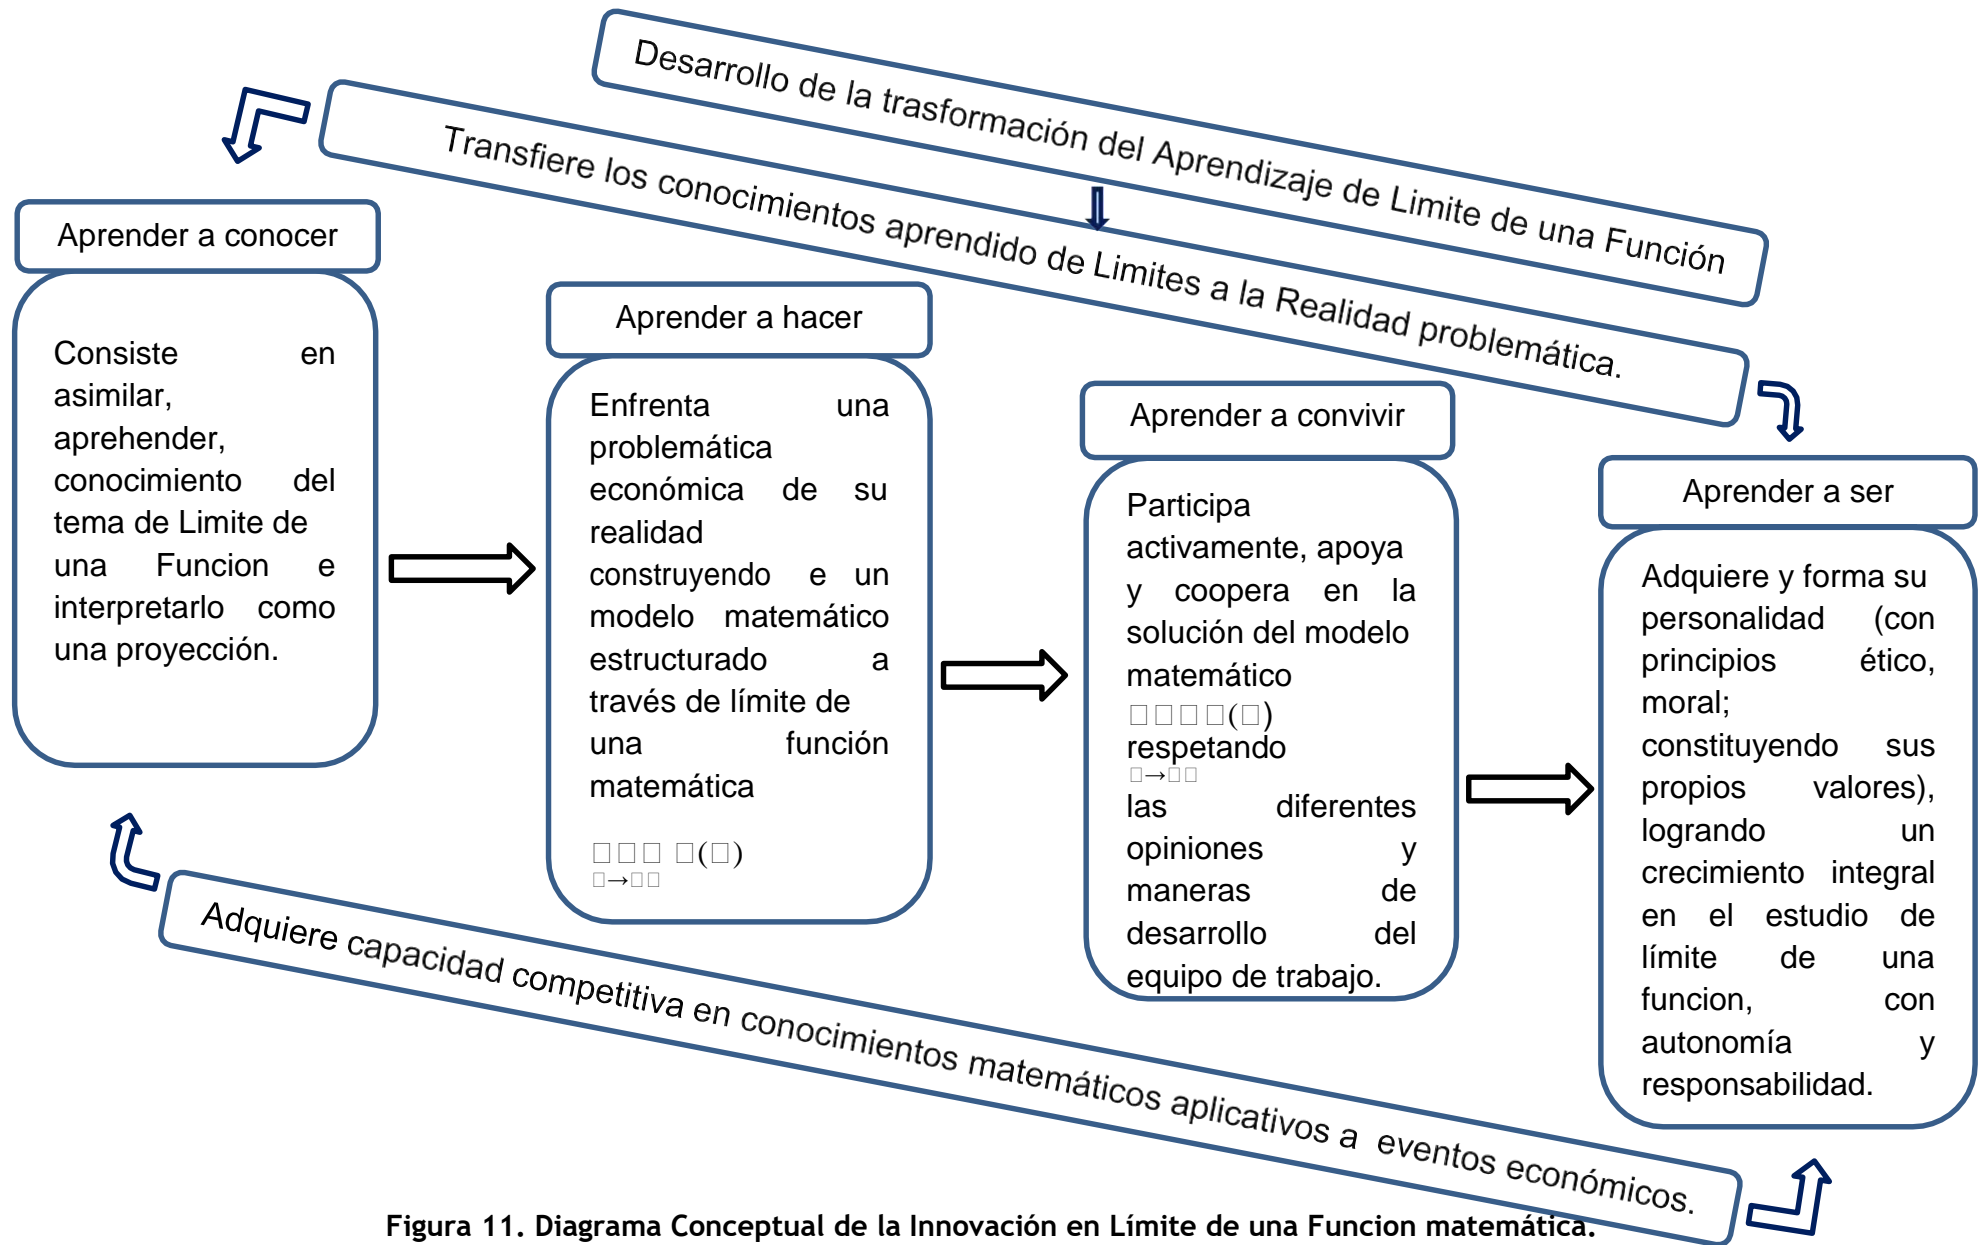 Desarrollo de la trasformación del Aprendizaje de Limite de una Función
Transfiere los conocimientos aprendido de Limites a la Realidad problemática.
Aprender a conocer
Consiste en
asimilar,
aprehender,
conocimiento del
tema de Limite de
una Funcion e
interpretarlo como
una proyección.
Aprender a hacer
Enfrenta una
problemática
económica de su
realidad
construyendo e un
modelo matemático
estructurado a
través de límite de
una función
matemática
□□□ □(□)
□→□□
Aprender a convivir
Participa
activamente, apoya
y coopera en la
solución del modelo
matemático
□□□□(□)
respetando
□→□□
las diferentes
opiniones y
maneras de
desarrollo del
equipo de trabajo.
Aprender a ser
Adquiere y forma su
personalidad (con
principios ético,
moral;
constituyendo sus
propios valores),
logrando un
crecimiento integral
en el estudio de
límite de una
funcion, con
autonomía y
responsabilidad.
Adquiere capacidad competitiva en conocimientos matemáticos aplicativos a eventos económicos.
Figura 11. Diagrama Conceptual de la Innovación en Límite de una Funcion matemática.